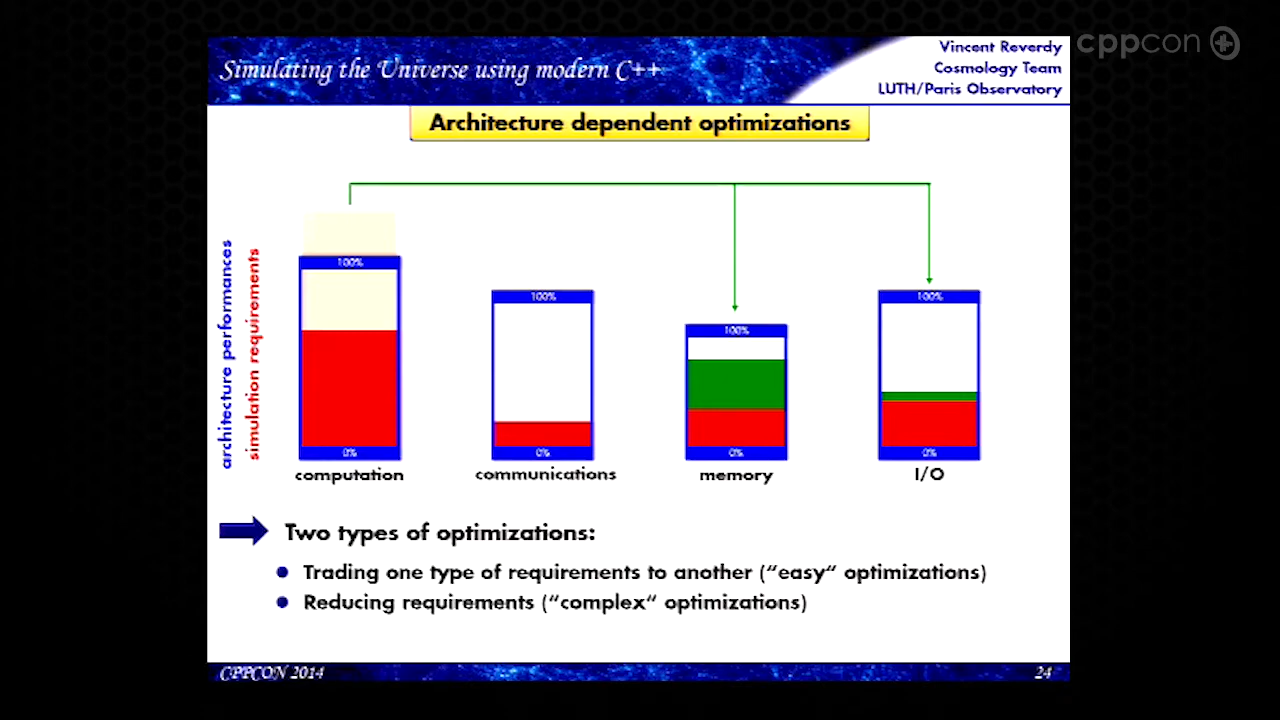 cppcon
Simulating the Universe using modern C++
Vincent Reverdy
Cosmology Team
LUTH/Paris Observatory
Architecture dependent optimizations
architecture performances
simulation requirements
100%
0%
computation
100%
0%
communications
100%
0%
memory
100%
0%
I/O
Two types of optimizations:
Trading one type of requirements to another (“easy“ optimizations)
Reducing requirements (“complex“ optimizations)
CPPCON 2014
24